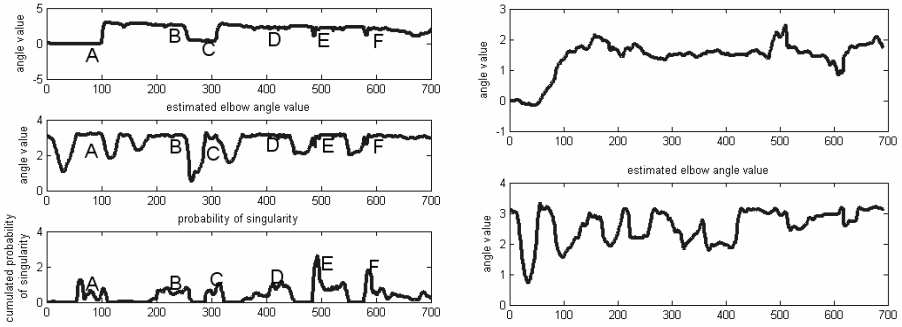 5
0
-5
angle value
A
B
C
D
E
F
0 100 200 300 400 500 600 700
estimated elbow angle value
4
2
0
angle value
A
B
C
D
E
F
0 100 200 300 400 500 600 700
probability of singularity
4
2
0
cumulated probability
of singularity
A
B
C
D
E
F
0 100 200 300 400 500 600 700
3
2
1
0
-1
angle value
0 100 200 300 400 500 600 700
estimated elbow angle value
4
3
2
1
0
angle value
0 100 200 300 400 500 600 700